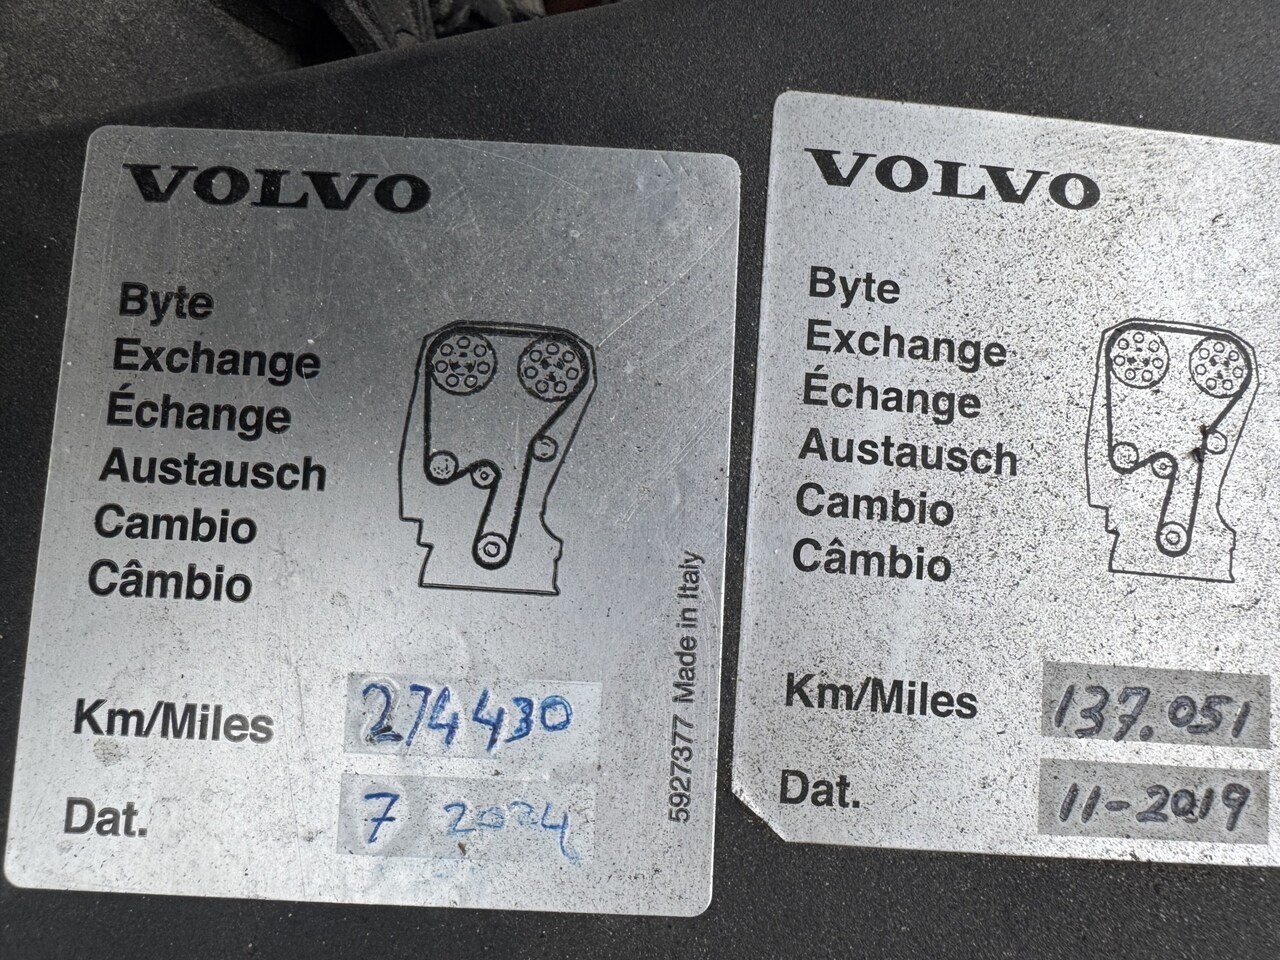 VOLVO
Byte
Exchange
Échange
Austausch
Cambio
Câmbio
Km/Miles 274430
Dat. 7 2024
5927377 Made in Italy
VOLVO
Byte
Exchange
Échange
Austausch
Cambio
Câmbio
Km/Miles 137.051
Dat. 11-2019